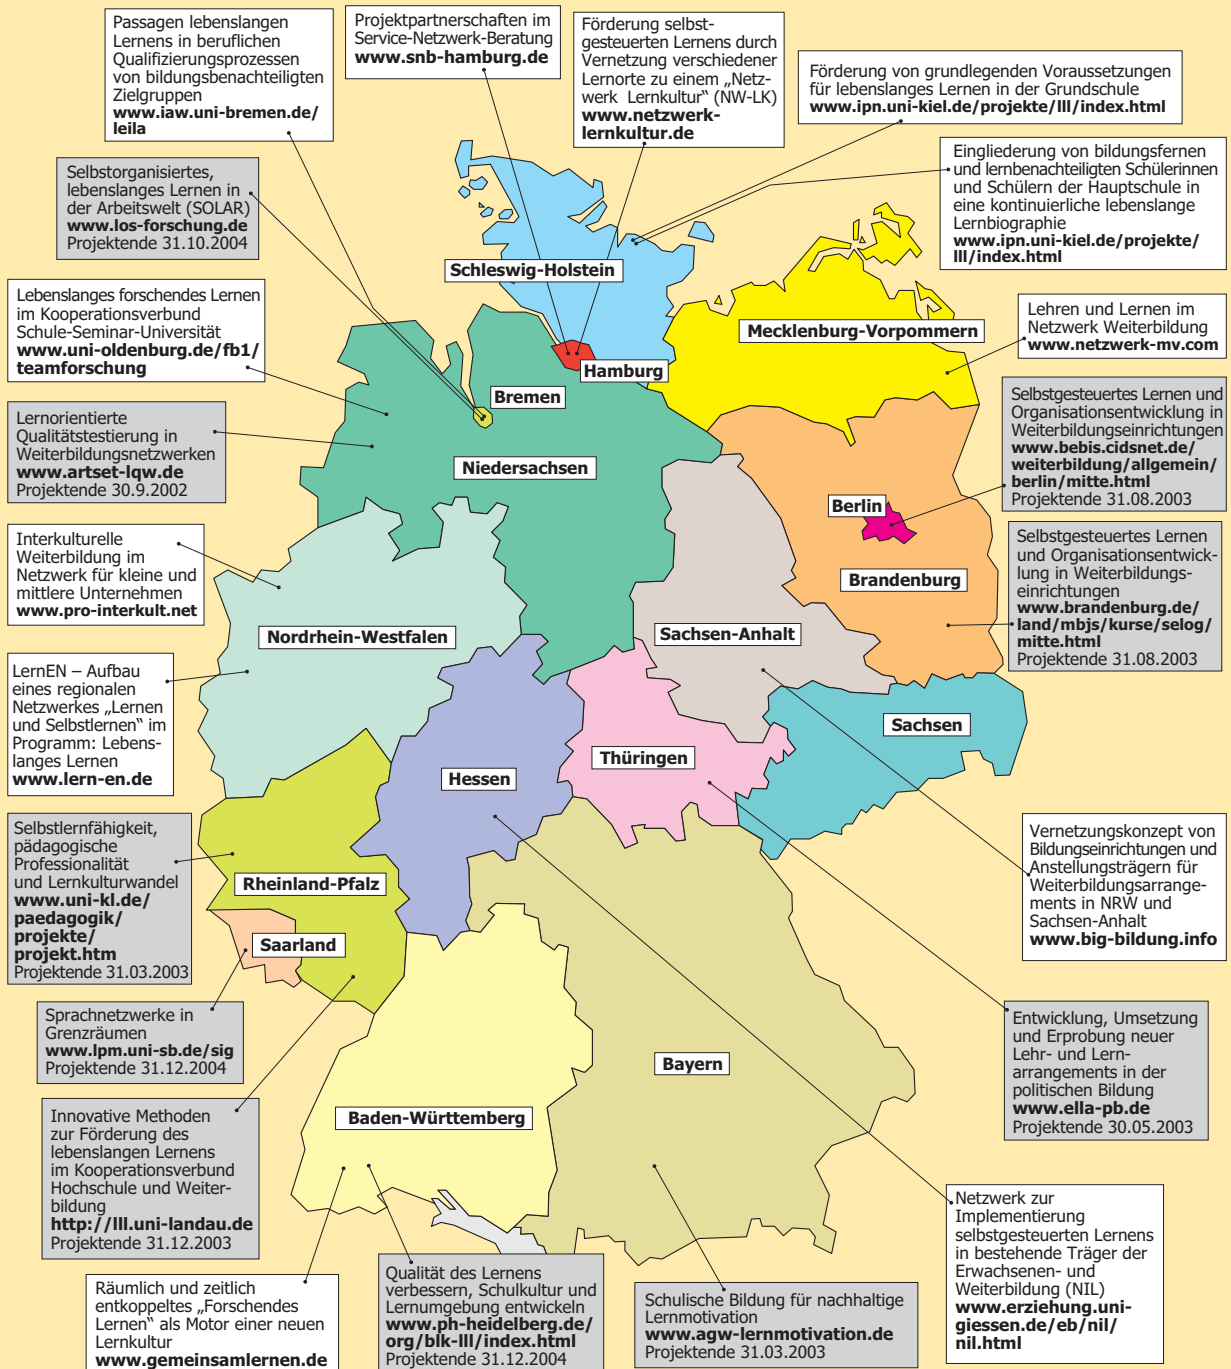 Passagen lebenslangen
Lernens in beruflichen
Qualifizierungsprozessen
von bildungsbenachteiligten
Zielgruppen
www.iaw.uni-bremen.de/
leila
Projektpartnerschaften im
Service-Netzwerk-Beratung
www.snb-hamburg.de
Förderung selbst-
gesteuerten Lernens durch
Vernetzung verschiedener
Lernorte zu einem „Netz-
werk Lernkultur“ (NW-LK)
www.netzwerk-
lernkultur.de
Förderung von grundlegenden Voraussetzungen
für lebenslanges Lernen in der Grundschule
www.ipn.uni-kiel.de/projekte/lll/index.html
Eingliederung von bildungsfernen
und lernbenachteiligten Schülerinnen
und Schülern der Hauptschule in
eine kontinuierliche lebenslange
Lernbiographie
www.ipn.uni-kiel.de/projekte/
lll/index.html
Selbstorganisiertes,
lebenslanges Lernen in
der Arbeitswelt (SOLAR)
www.los-forschung.de
Projektende 31.10.2004
Lebenslanges forschendes Lernen
im Kooperationsverbund
Schule-Seminar-Universität
www.uni-oldenburg.de/fb1/
teamforschung
Lernorientierte
Qualitätstestierung in
Weiterbildungsnetzwerken
www.artset-lqw.de
Projektende 30.9.2002
Interkulturelle
Weiterbildung im
Netzwerk für kleine und
mittlere Unternehmen
www.pro-interkult.net
LernEN – Aufbau
eines regionalen
Netzwerkes „Lernen
und Selbstlernen“ im
Programm: Lebens-
langes Lernen
www.lern-en.de
Selbstlernfähigkeit,
pädagogische
Professionalität
und Lernkulturwandel
www.uni-kl.de/
paedagogik/
projekte/
projekt.htm
Projektende 31.03.2003
Sprachnetzwerke in
Grenzräumen
www.lpm.uni-sb.de/sig
Projektende 31.12.2004
Innovative Methoden
zur Förderung des
lebenslangen Lernens
im Kooperationsverbund
Hochschule und Weiter-
bildung
http://lll.uni-landau.de
Projektende 31.12.2003
Räumlich und zeitlich
entkoppeltes „Forschendes
Lernen“ als Motor einer neuen
Lernkultur
www.gemeinsamlernen.de
Qualität des Lernens
verbessern, Schulkultur und
Lernumgebung entwickeln
www.ph-heidelberg.de/
org/blk-lll/index.html
Projektende 31.12.2004
Schulische Bildung für nachhaltige
Lernmotivation
www.agw-lernmotivation.de
Projektende 31.03.2003
Netzwerk zur
Implementierung
selbstgesteuerten Lernens
in bestehende Träger der
Erwachsenen- und
Weiterbildung (NIL)
www.erziehung.uni-
giessen.de/eb/nil/
nil.html
Entwicklung, Umsetzung
und Erprobung neuer
Lehr- und Lern-
arrangements in der
politischen Bildung
www.ella-pb.de
Projektende 30.05.2003
Vernetzungskonzept von
Bildungseinrichtungen und
Anstellungsträgern für
Weiterbildungsarrange-
ments in NRW und
Sachsen-Anhalt
www.big-bildung.info
Selbstgesteuertes Lernen
und Organisationsentwick-
lung in Weiterbildungs-
einrichtungen
www.brandenburg.de/
land/mbjs/kurse/selog/
mitte.html
Projektende 31.08.2003
Selbstgesteuertes Lernen und
Organisationsentwicklung in
Weiterbildungseinrichtungen
www.bebis.cidsnet.de/
weiterbildung/allgemein/
berlin/mitte.html
Projektende 31.08.2003
Lehren und Lernen im
Netzwerk Weiterbildung
www.netzwerk-mv.com
Schleswig-Holstein
Mecklenburg-Vorpommern
Hamburg
Bremen
Niedersachsen
Berlin
Brandenburg
Sachsen-Anhalt
Nordrhein-Westfalen
Sachsen
Thüringen
Hessen
Rheinland-Pfalz
Saarland
Bayern
Baden-Württemberg